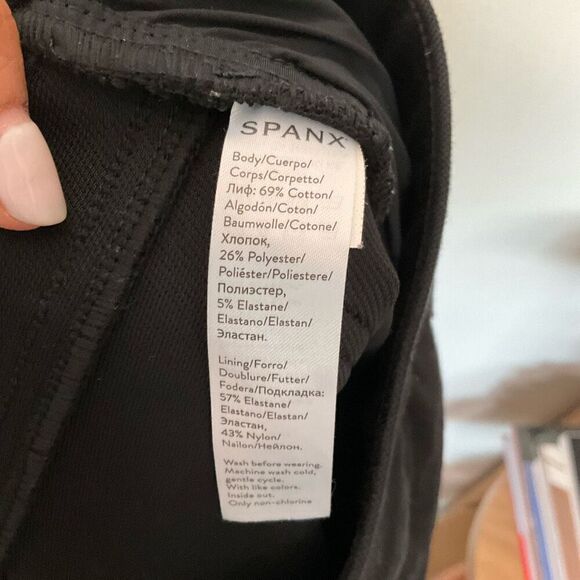 SPANX
Body/Cuerpo/
Corps/Corpetto/
Лиф: 69% Cotton/
Algodón/Coton/
Baumwolle/Cotone/
Хлопок,
26% Polyester/
Poliéster/Poliestere/
Полиэстер,
5% Elastane/
Elastano/Elastan/
Эластан.
Lining/Forro/
Doublure/Futter/
Fodera/Подкладка:
57% Elastane/
Elastano/Elastan/
Эластан,
43% Nylon/
Nailon/Нейлон.
Wash before wearing.
Machine wash cold,
gentle cycle.
With like colors.
Inside out.
Only non-chlorine